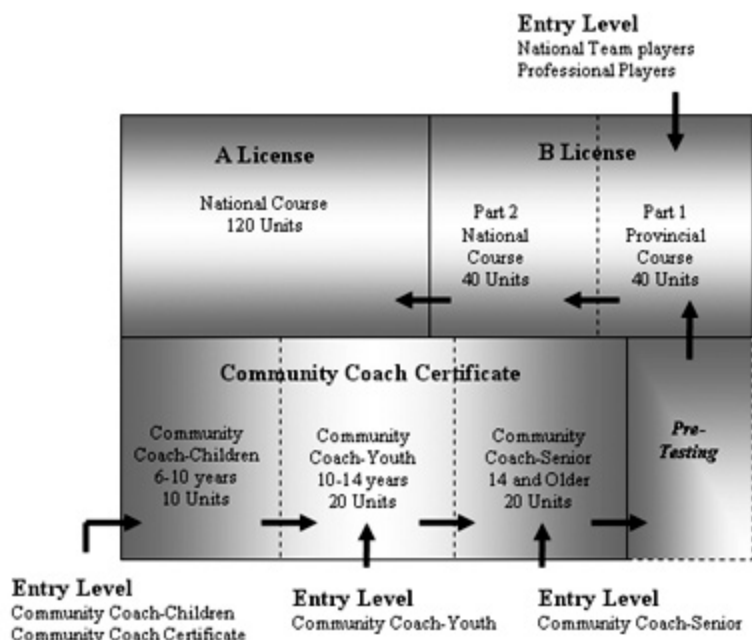 Entry Level
National Team players
Professional Players
A License
National Course
120 Units
B License
Part 2
National
Course
40 Units
Part 1
Provincial
Course
40 Units
Community Coach Certificate
Community
Coach-Children
6-10 years
10 Units
Community
Coach-Youth
10-14 years
20 Units
Community
Coach-Senior
14 and Older
20 Units
Pre-
Testing
Entry Level
Community Coach-Children
Community Coach Certificate
Entry Level
Community Coach-Youth
Entry Level
Community Coach-Senior